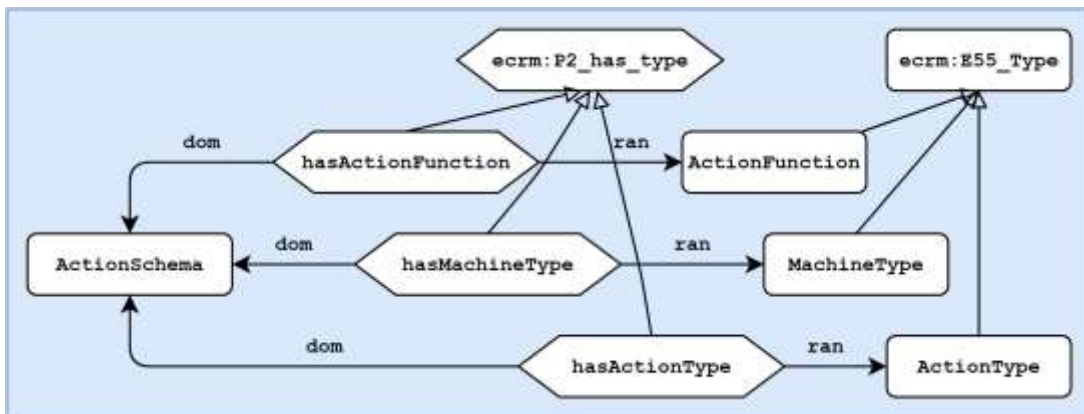 ecrm:P2_has_type
ecrm:E55_Type
dom
hasActionFunction
ran
ActionFunction
ActionSchema
dom
hasMachineType
ran
MachineType
dom
hasActionType
ran
ActionType